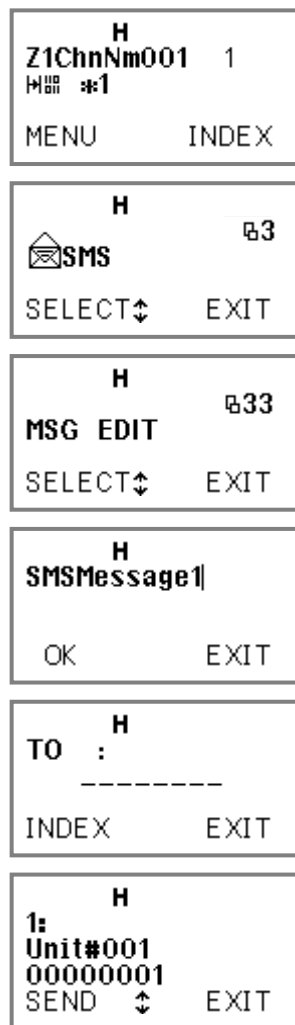 H
Z1ChnNm001 1
*1
MENU INDEX
H
3
SMS
SELECT EXIT
H
33
MSG EDIT
SELECT EXIT
H
SMSMessage1
OK EXIT
H
TO :
________
INDEX EXIT
H
1:
Unit#001
00000001
SEND EXIT